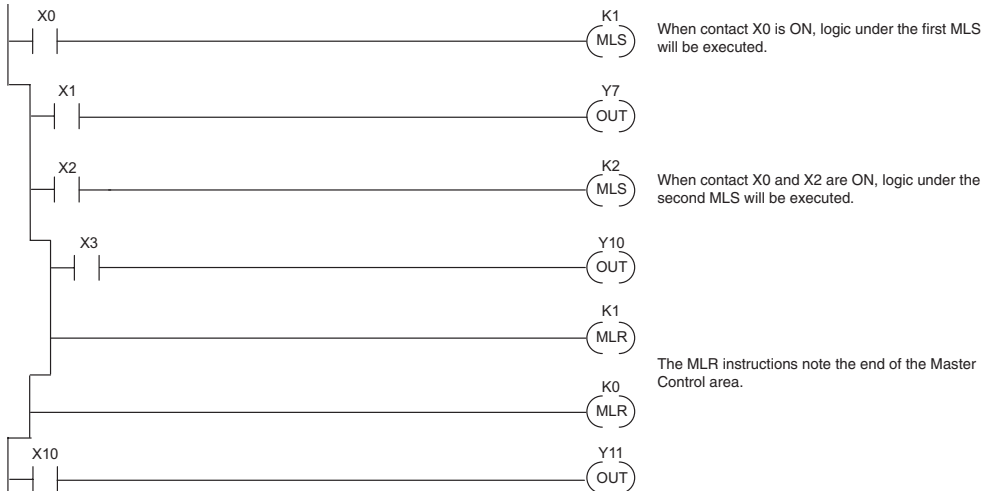 X0
K1
MLS
When contact X0 is ON, logic under the first MLS
will be executed.
X1
Y7
OUT
X2
K2
MLS
When contact X0 and X2 are ON, logic under the
second MLS will be executed.
X3
Y10
OUT
K1
MLR
The MLR instructions note the end of the Master
Control area.
K0
MLR
X10
Y11
OUT